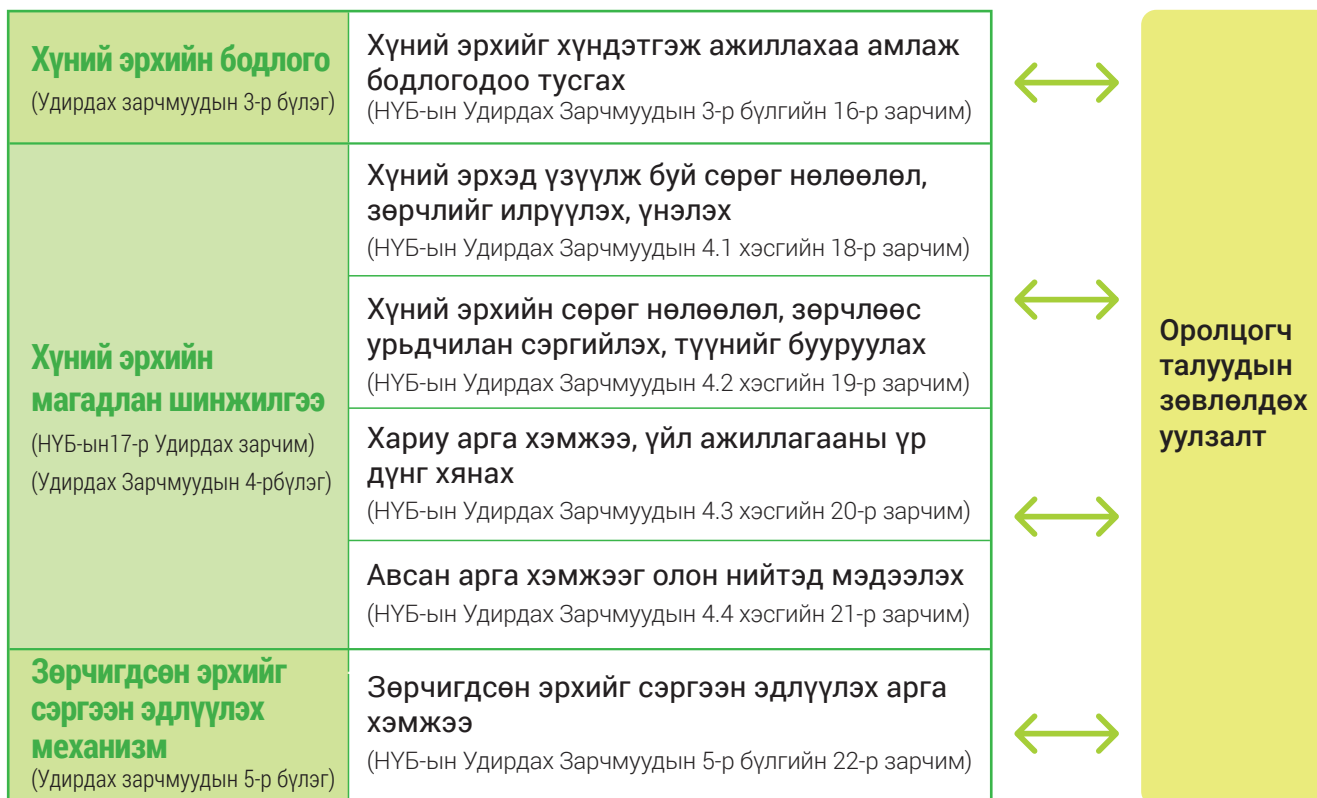 Хүний эрхийн бодлого
(Удирдах зарчмуудын 3-р бүлэг)
Хүний эрхийг хүндэтгэж ажиллахаа амлаж
бодлогодоо тусгах
(НҮБ-ын Удирдах Зарчмуудын 3-р бүлгийн 16-р зарчим)
Хүний эрхийн
магадлан шинжилгээ
(НҮБ-ын17-р Удирдах зарчим)
(Удирдах Зарчмуудын 4-рбүлэг)
Хүний эрхэд үзүүлж буй сөрөг нөлөөлөл,
зөрчлийг илрүүлэх, үнэлэх
(НҮБ-ын Удирдах Зарчмуудын 4.1 хэсгийн 18-р зарчим)
Хүний эрхийн сөрөг нөлөөлөл, зөрчлөөс
урьдчилан сэргийлэх, түүнийг бууруулах
(НҮБ-ын Удирдах Зарчмуудын 4.2 хэсгийн 19-р зарчим)
Хариу арга хэмжээ, үйл ажиллагааны үр
дүнг хянах
(НҮБ-ын Удирдах Зарчмуудын 4.3 хэсгийн 20-р зарчим)
Авсан арга хэмжээг олон нийтэд мэдээлэх
(НҮБ-ын Удирдах Зарчмуудын 4.4 хэсгийн 21-р зарчим)
Зөрчигдсөн эрхийг
сэргээн эдлүүлэх
механизм
(Удирдах зарчмуудын 5-р бүлэг)
Зөрчигдсөн эрхийг сэргээн эдлүүлэх арга
хэмжээ
(НҮБ-ын Удирдах Зарчмуудын 5-р бүлгийн 22-р зарчим)
Оролцогч
талуудын
зөвлөлдөх
уулзалт